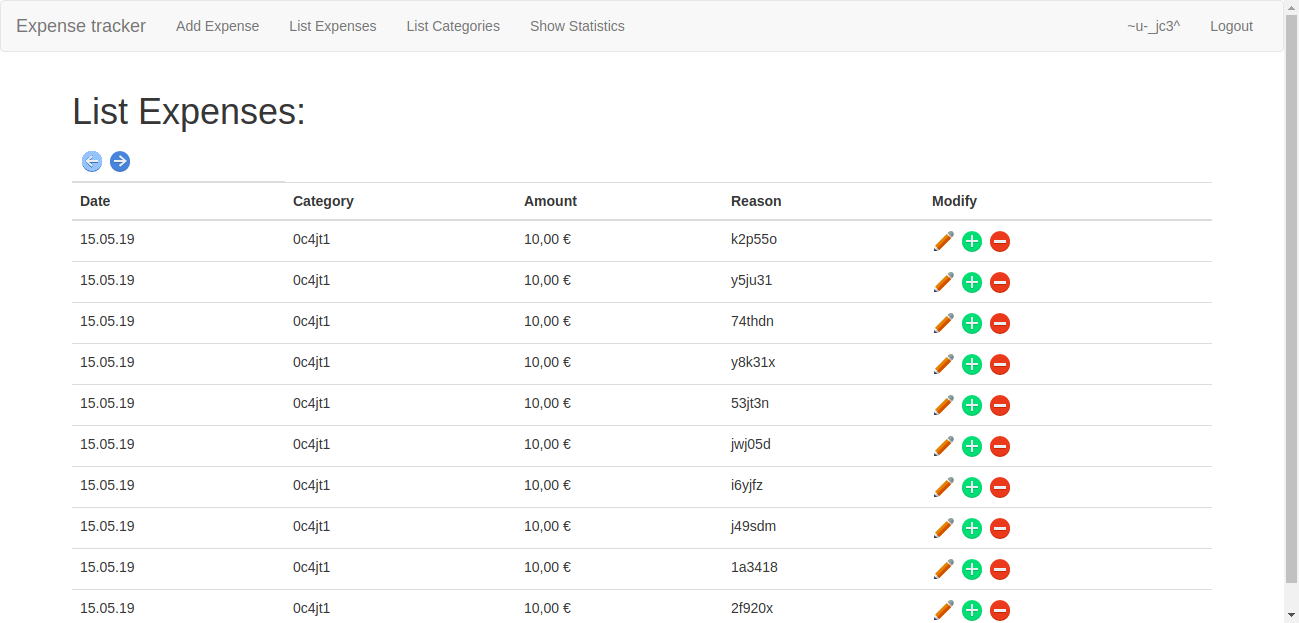 Expense tracker Add Expense List Expenses List Categories Show Statistics ~u-_jc3^ Logout
List Expenses:
Date Category Amount Reason Modify
15.05.19 0c4jt1 10,00 € k2p55o
15.05.19 0c4jt1 10,00 € y5ju31
15.05.19 0c4jt1 10,00 € 74thdn
15.05.19 0c4jt1 10,00 € y8k31x
15.05.19 0c4jt1 10,00 € 53jt3n
15.05.19 0c4jt1 10,00 € jwj05d
15.05.19 0c4jt1 10,00 € i6yjfz
15.05.19 0c4jt1 10,00 € j49sdm
15.05.19 0c4jt1 10,00 € 1a3418
15.05.19 0c4jt1 10,00 € 2f920x